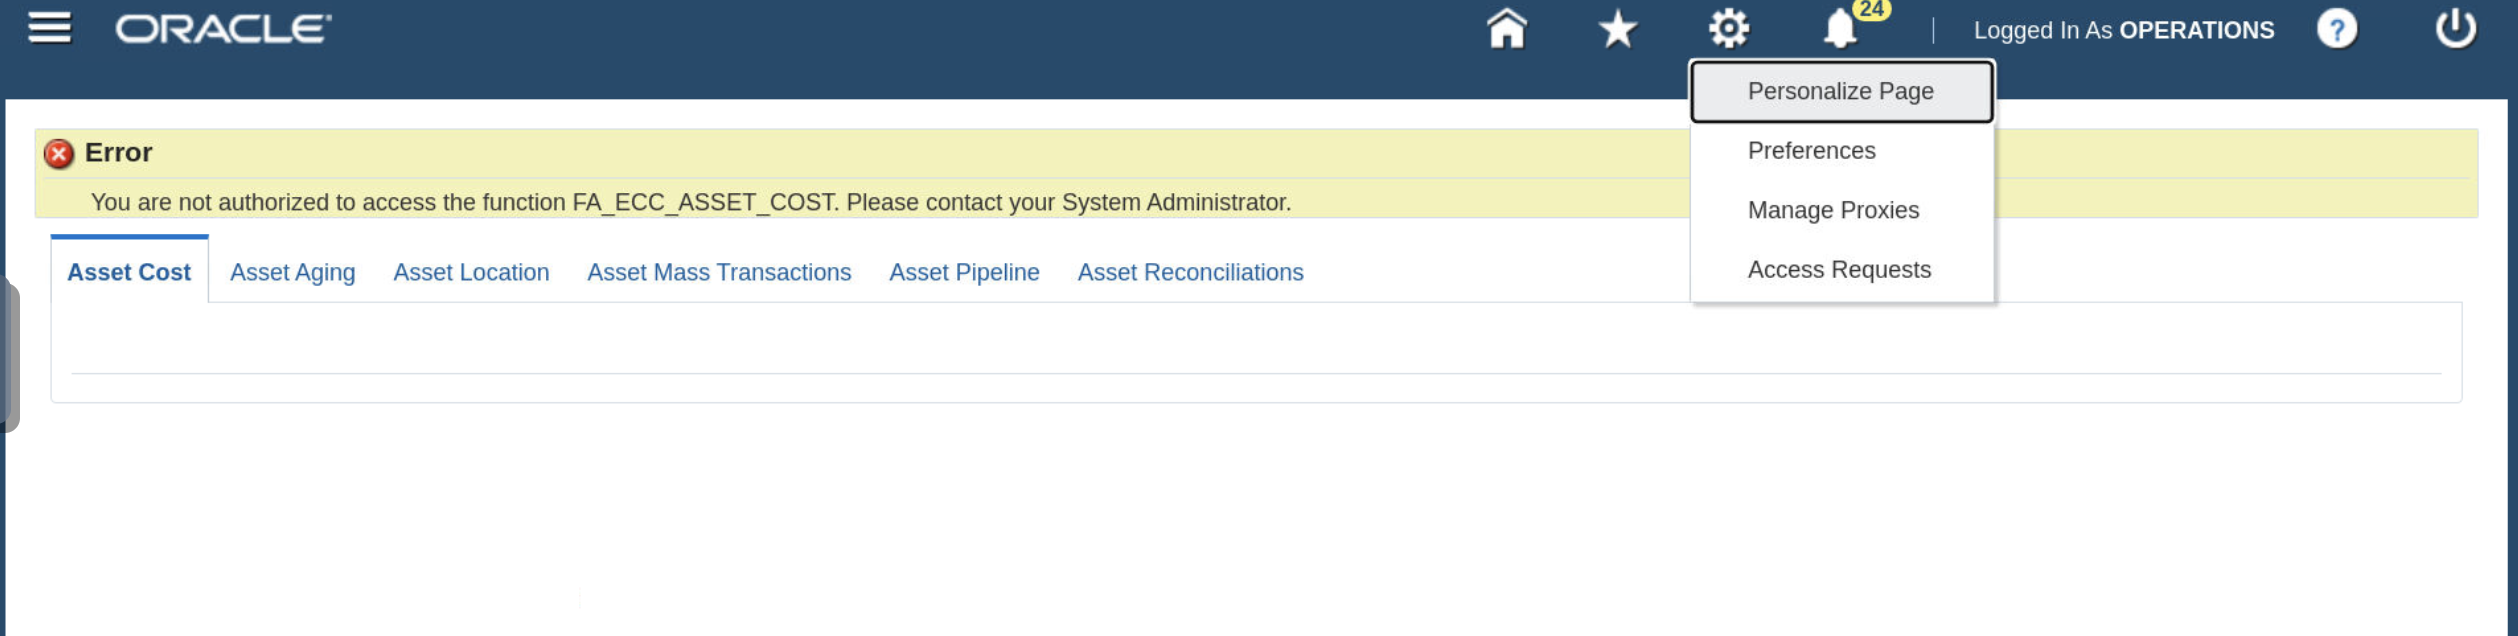 ORACLE
24
Logged In As OPERATIONS
?
Personalize Page
Preferences
Manage Proxies
Access Requests
Error
You are not authorized to access the function FA_ECC_ASSET_COST. Please contact your System Administrator.
Asset Cost Asset Aging Asset Location Asset Mass Transactions Asset Pipeline Asset Reconciliations